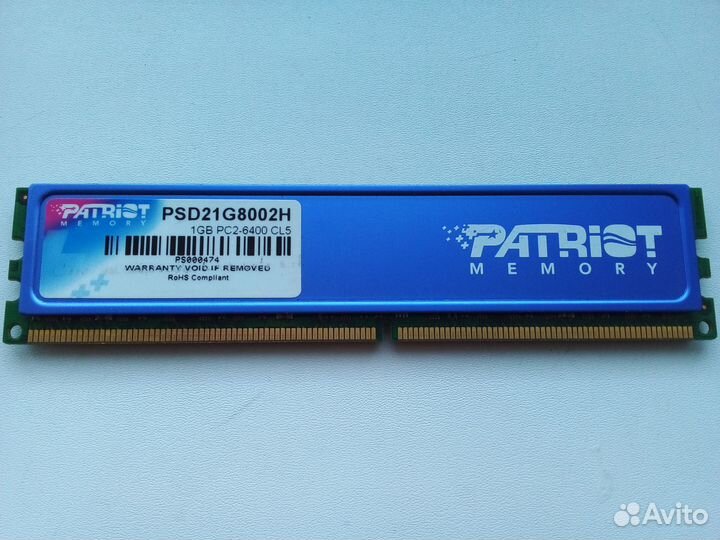 PATRIOT
MEMORY
PSD21G8002H
1GB PC2-6400 CL5
PS000474
WARRANTY VOID IF REMOVED
RoHS Compliant
PATRIOT
MEMORY
Avito